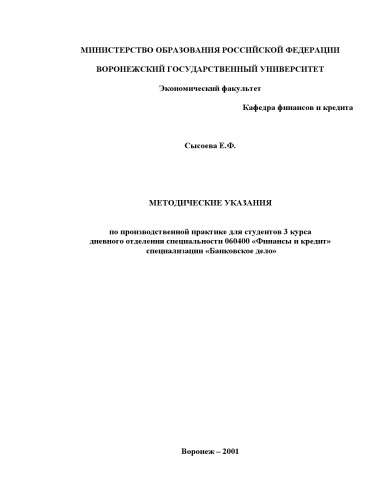 МИНИСТЕРСТВО ОБРАЗОВАНИЯ РОССИЙСКОЙ ФЕДЕРАЦИИ
ВОРОНЕЖСКИЙ ГОСУДАРСТВЕННЫЙ УНИВЕРСИТЕТ
Экономический факультет
Кафедра финансов и кредита
Сысоева Е.Ф.
МЕТОДИЧЕСКИЕ УКАЗАНИЯ
по производственной практике для студентов 3 курса
дневного отделения специальности 060400 «Финансы и кредит»
специализации «Банковское дело»
Воронеж – 2001